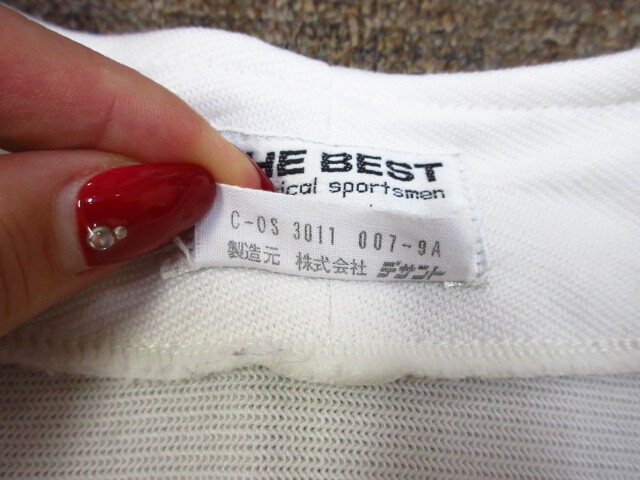 HE BEST
ical sportsmen
C-OS 3011 007~9A
製造元 株式会社 デサント